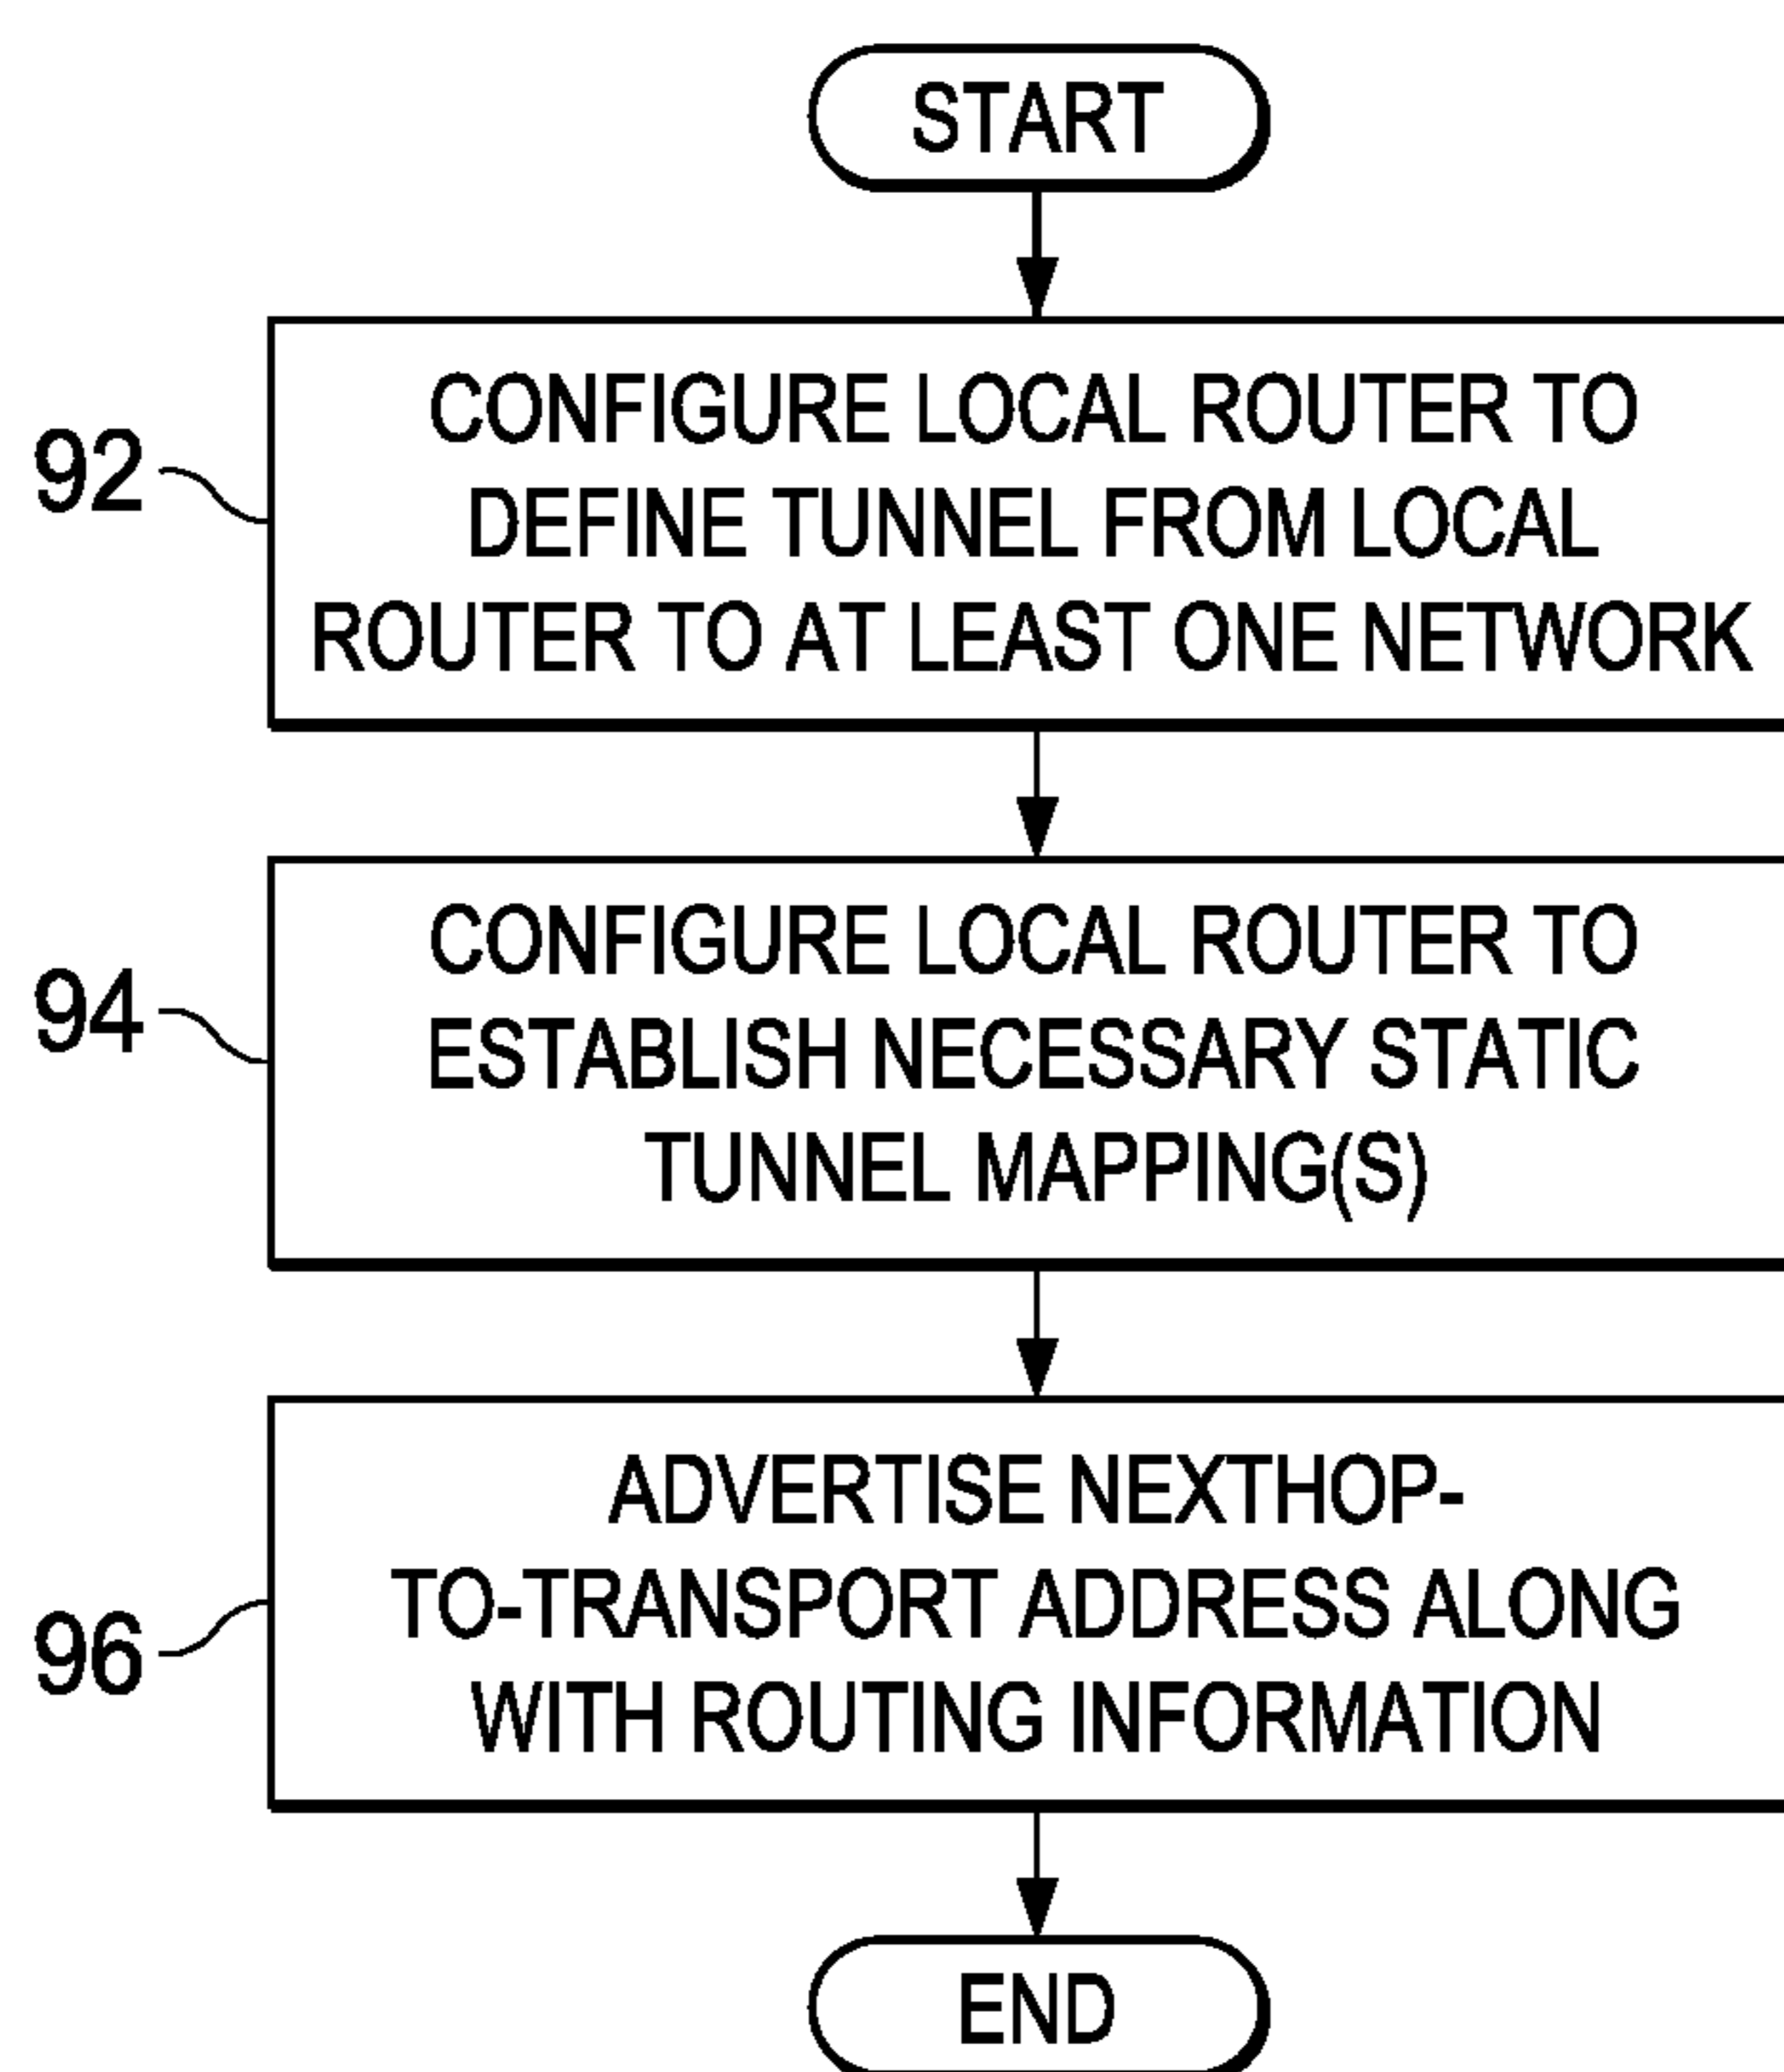 START
92
CONFIGURE LOCAL ROUTER TO
DEFINE TUNNEL FROM LOCAL
ROUTER TO AT LEAST ONE NETWORK
94
CONFIGURE LOCAL ROUTER TO
ESTABLISH NECESSARY STATIC
TUNNEL MAPPING(S)
96
ADVERTISE NEXTHOP-
TO-TRANSPORT ADDRESS ALONG
WITH ROUTING INFORMATION
END